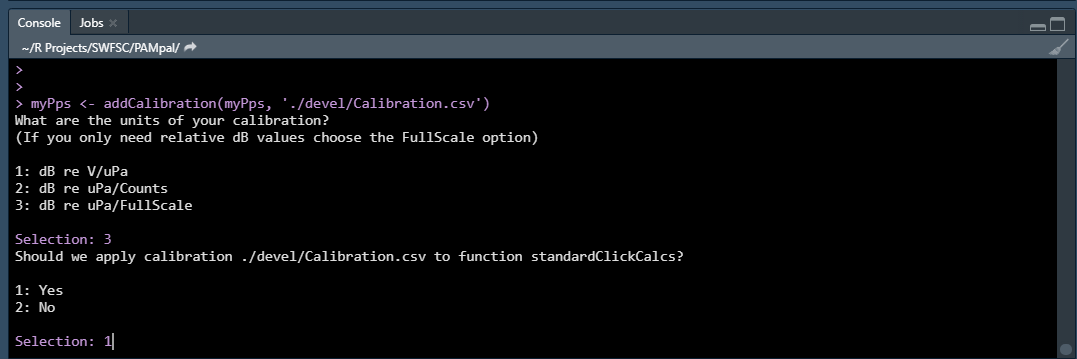 Console Jobs
~/R Projects/SWFSC/PAMpal/
>
>
> myPps <- addCalibration(myPps, './devel/Calibration.csv')
What are the units of your calibration?
(If you only need relative dB values choose the FullScale option)
1: dB re V/uPa
2: dB re uPa/Counts
3: dB re uPa/FullScale
Selection: 3
Should we apply calibration ./devel/Calibration.csv to function standardClickCalcs?
1: Yes
2: No
Selection: 1